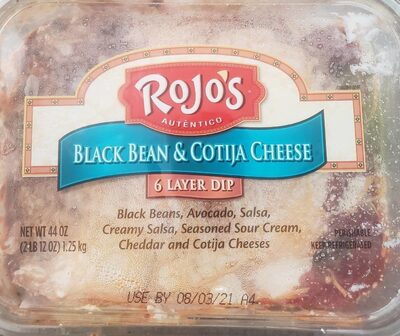 ROJO'S
AUTÉNTICO
BLACK BEAN & COTIJA CHEESE
6 LAYER DIP
Black Beans, Avocado, Salsa,
Creamy Salsa, Seasoned Sour Cream,
Cheddar and Cotija Cheeses
NET WT 44 OZ
(2 LB 12 OZ) 1.25 kg
PERISHABLE
KEEP REFRIGERATED
USE BY 08/03/21 A4